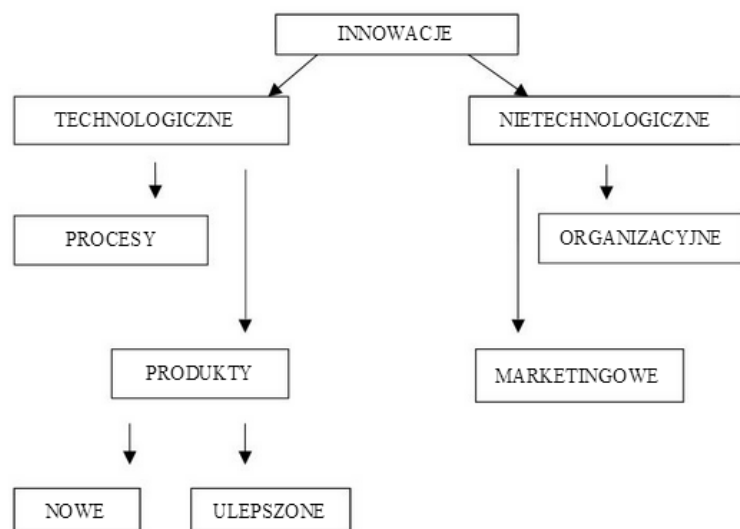 INNOWACJE
TECHNOLOGICZNE
NIETECHNOLOGICZNE
PROCESY
ORGANIZACYJNE
PRODUKTY
MARKETINGOWE
NOWE
ULEPSZONE